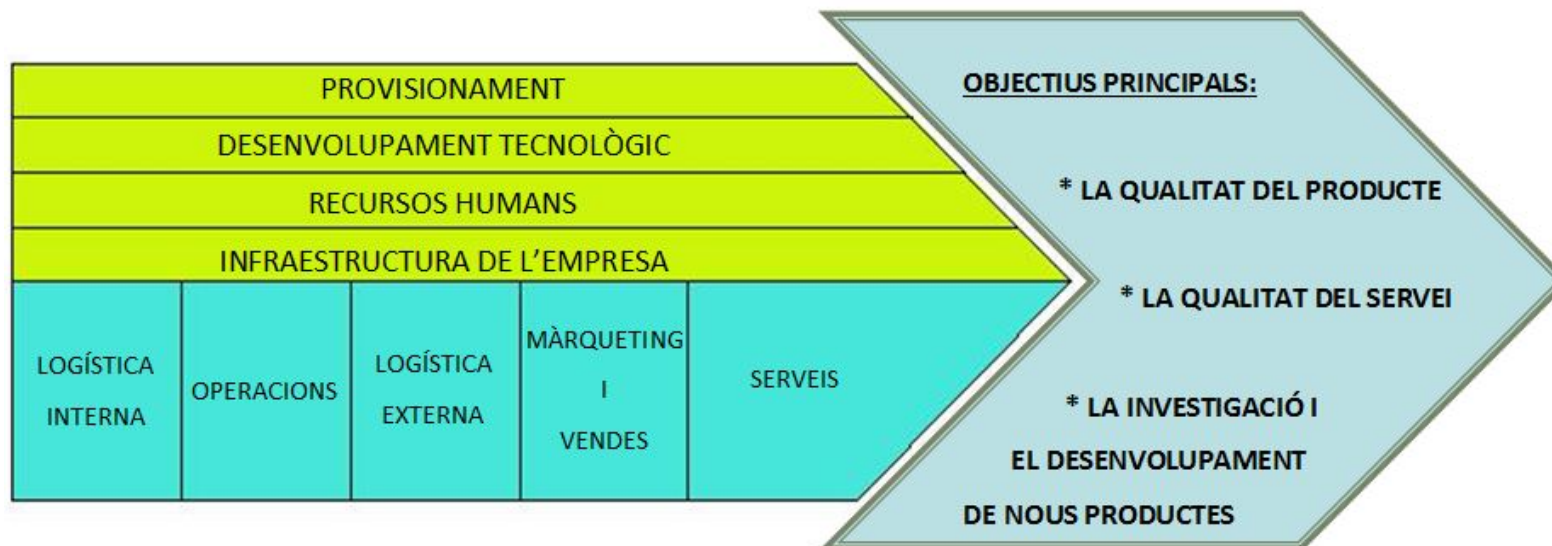 PROVISIONAMENT
DESENVOLUPAMENT TECNOLÒGIC
RECURSOS HUMANS
INFRAESTRUCTURA DE L'EMPRESA
LOGÍSTICA
INTERNA
OPERACIONS
LOGÍSTICA
EXTERNA
MÀRQUETING
I
VENDES
SERVEIS
OBJECTIUS PRINCIPALS:
* LA QUALITAT DEL PRODUCTE
* LA QUALITAT DEL SERVEI
* LA INVESTIGACIÓ I
EL DESENVOLUPAMENT
DE NOUS PRODUCTES